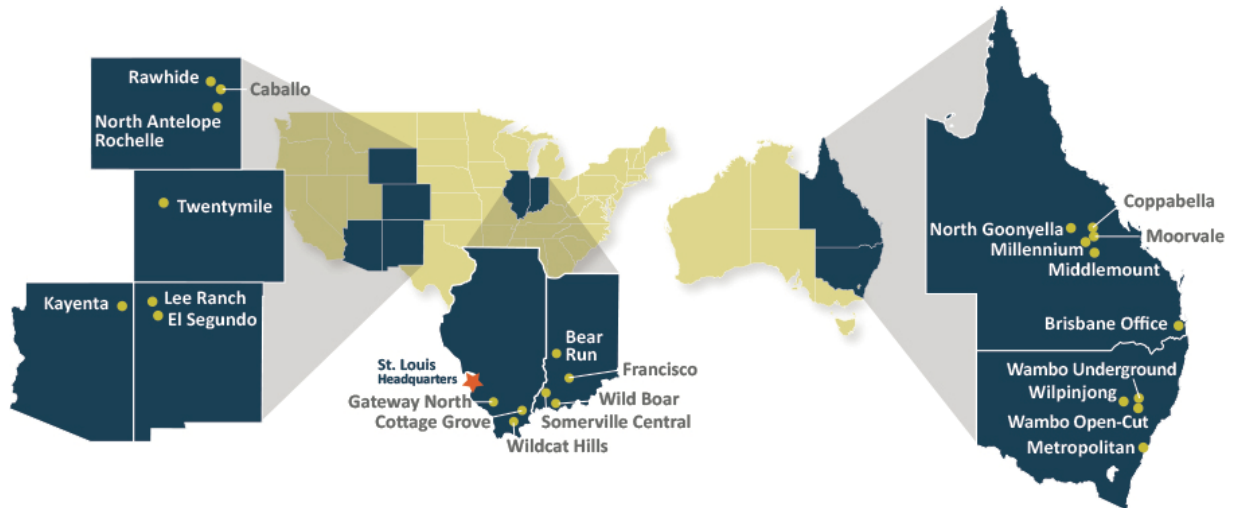 Rawhide
Caballo
North Antelope
Rochelle
Twentymile
Kayenta
Lee Ranch
El Segundo
St. Louis
Headquarters
Gateway North
Cottage Grove
Wildcat Hills
Bear
Run
Francisco
Wild Boar
Somerville Central
Coppabella
North Goonyella
Moorvale
Millennium
Middlemount
Brisbane Office
Wambo Underground
Wilpinjong
Wambo Open-Cut
Metropolitan